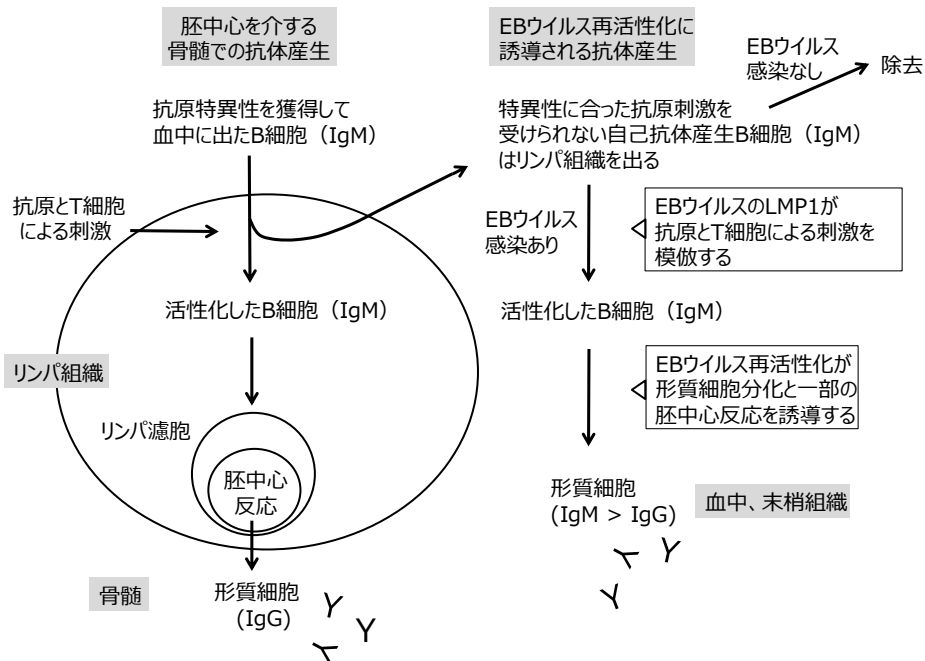 胚中心を介する
骨髄での抗体産生
抗原特異性を獲得して
血中に出たB細胞（IgM）
抗原とT細胞
による刺激
活性化したB細胞（IgM）
リンパ組織
リンパ濾胞
胚中心
反応
骨髄
形質細胞
(IgG)
Y
Y
Y
EBウイルス再活性化に
誘導される抗体産生
EBウイルス
感染なし
除去
特異性に合った抗原刺激を
受けられない自己抗体産生B細胞（IgM）
はリンパ組織を出る
EBウイルス
感染あり
EBウイルスのLMP1が
抗原とT細胞による刺激を
模倣する
活性化したB細胞（IgM）
EBウイルス再活性化が
形質細胞分化と一部の
胚中心反応を誘導する
形質細胞
(IgM > IgG)
血中、末梢組織
Y
Y
Y